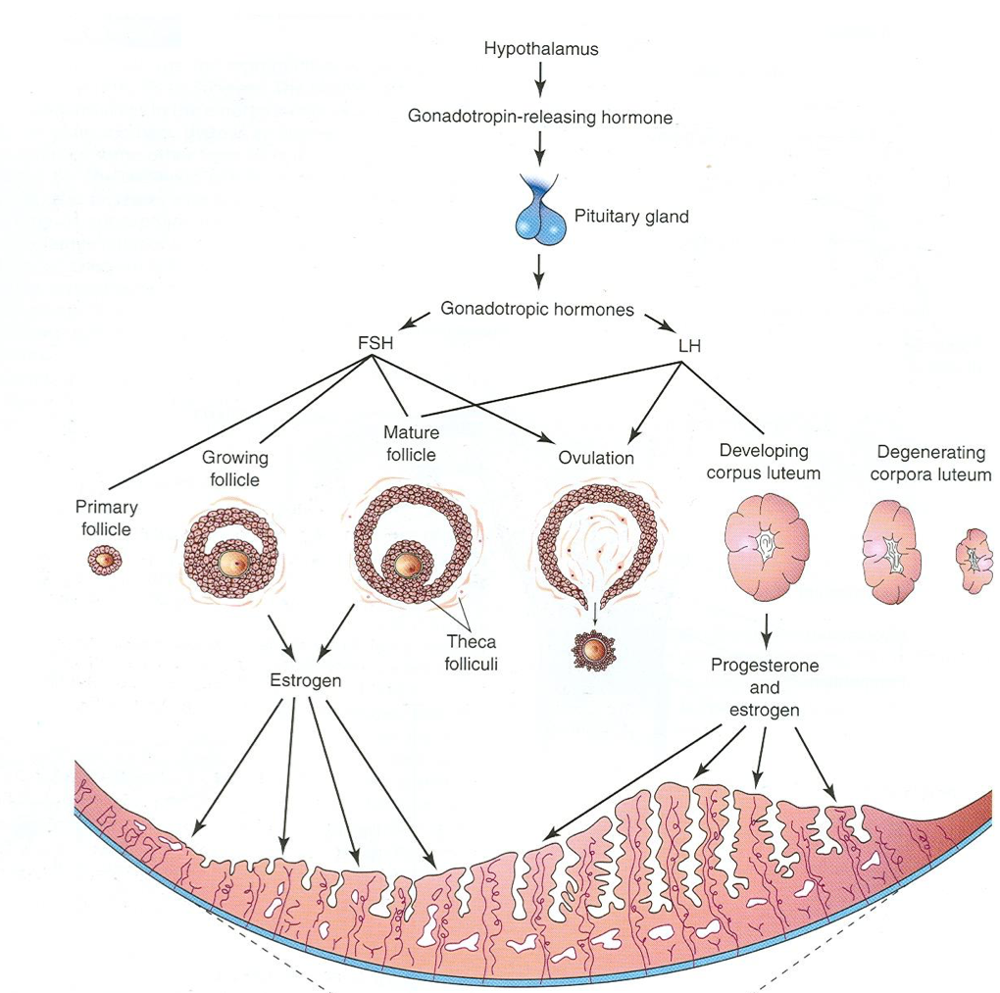 Hypothalamus
Gonadotropin-releasing hormone
Pituitary gland
Gonadotropic hormones
FSH
LH
Primary
follicle
Growing
follicle
Mature
follicle
Ovulation
Developing
corpus luteum
Degenerating
corpora luteum
Theca
folliculi
Estrogen
Progesterone
and
estrogen